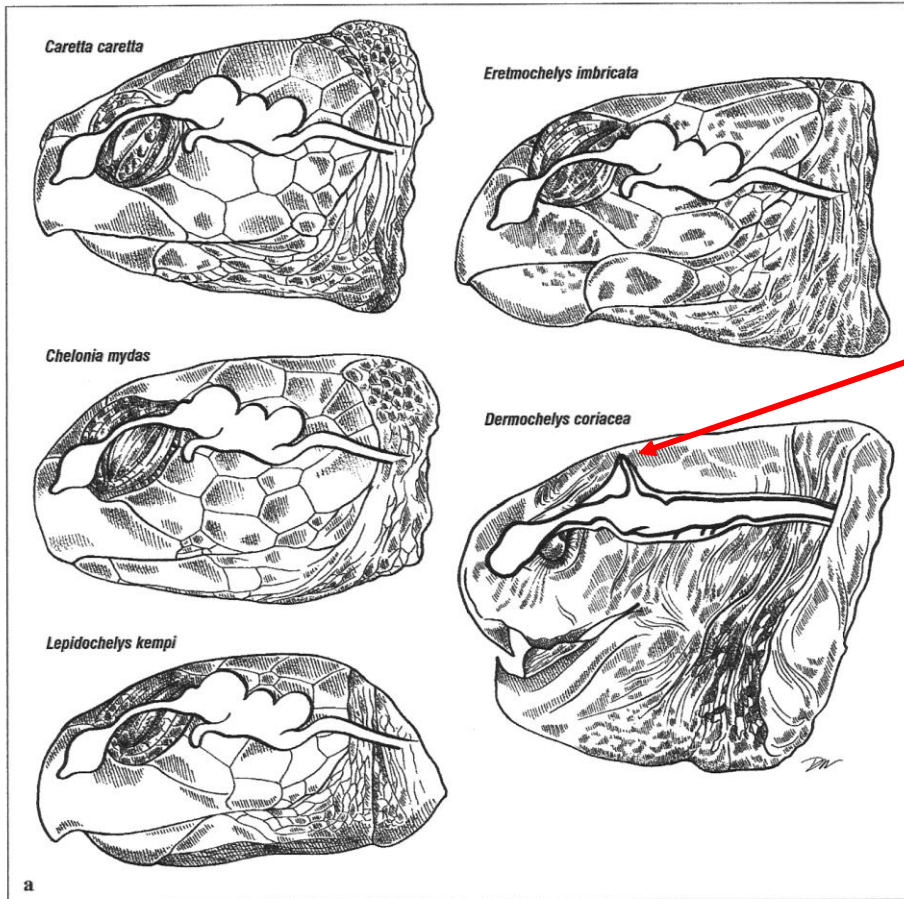 Caretta caretta
Eretmochelys imbricata
Chelonia mydas
Dermochelys coriacea
Lepidochelys kempi
a